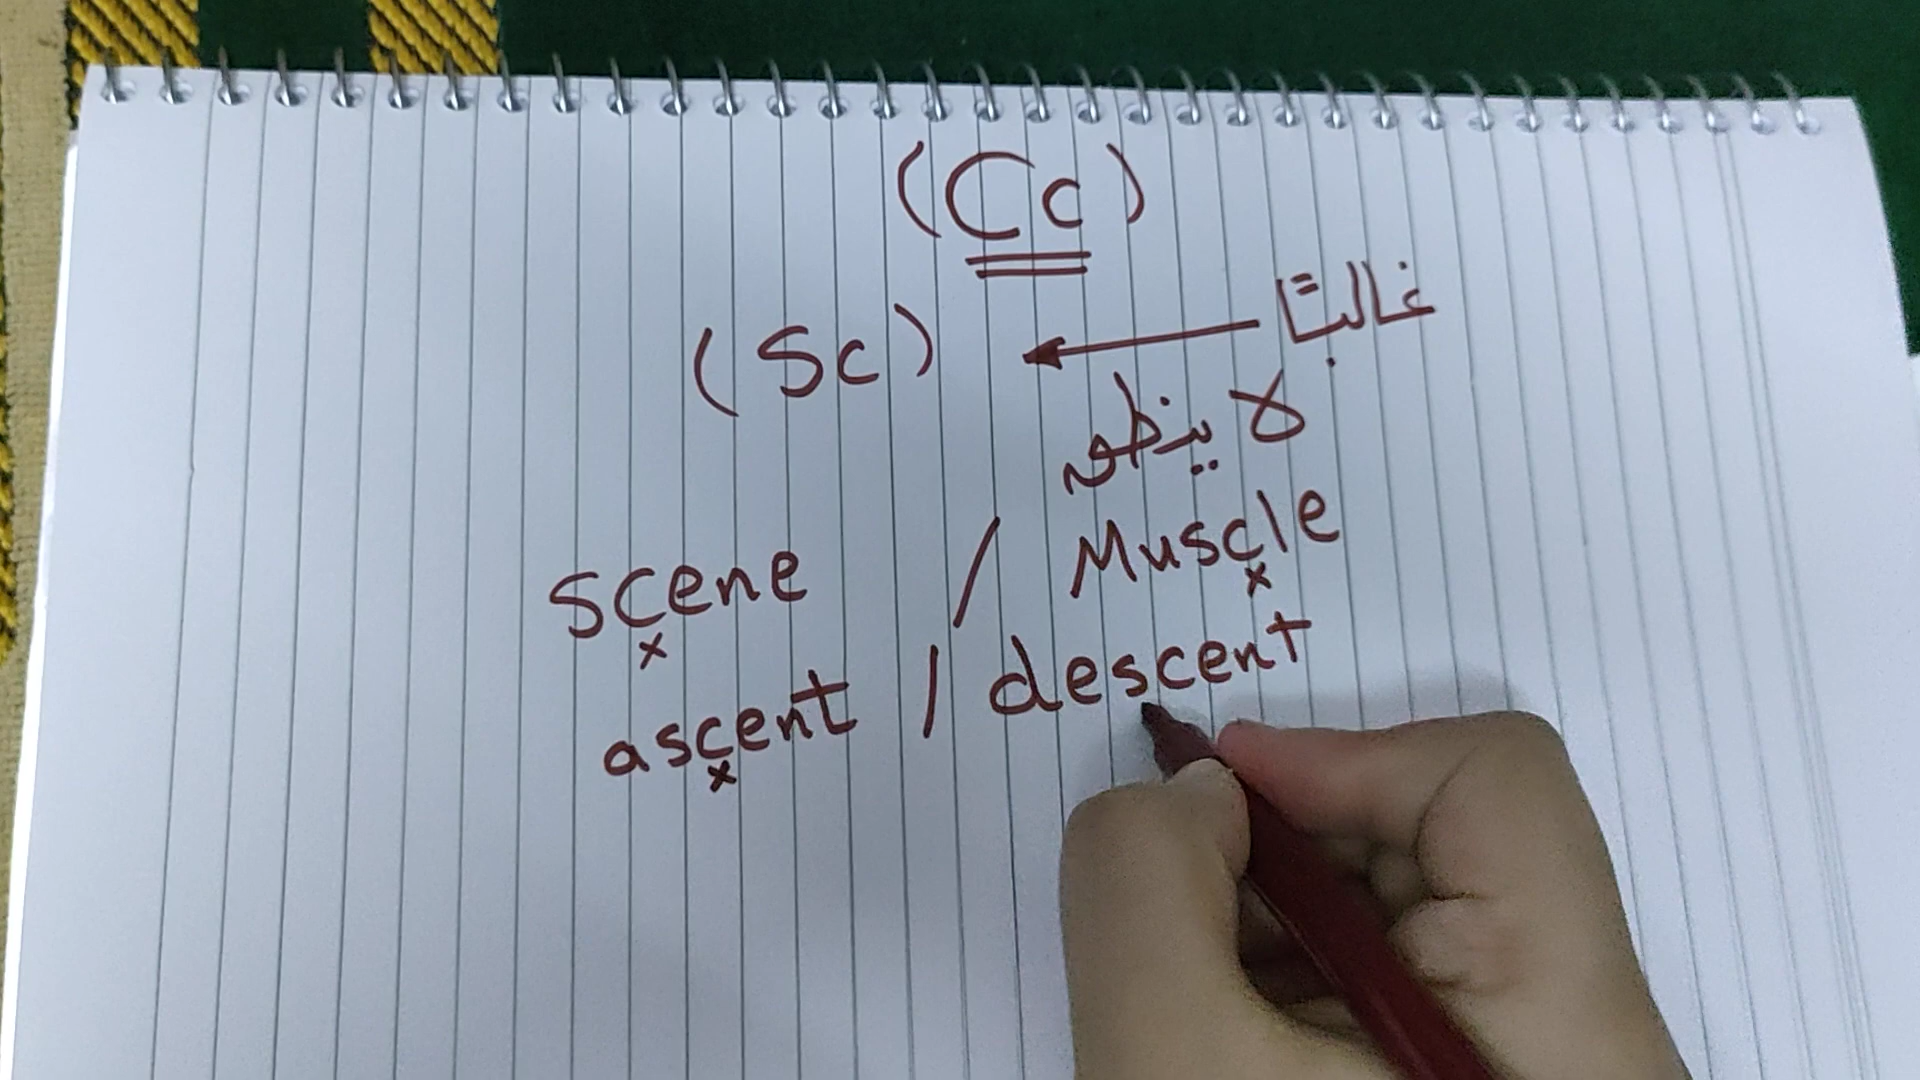 (Cc)
غالبًا ← (Sc)
لا ينطق
Scene / Muscle
ascent / descent